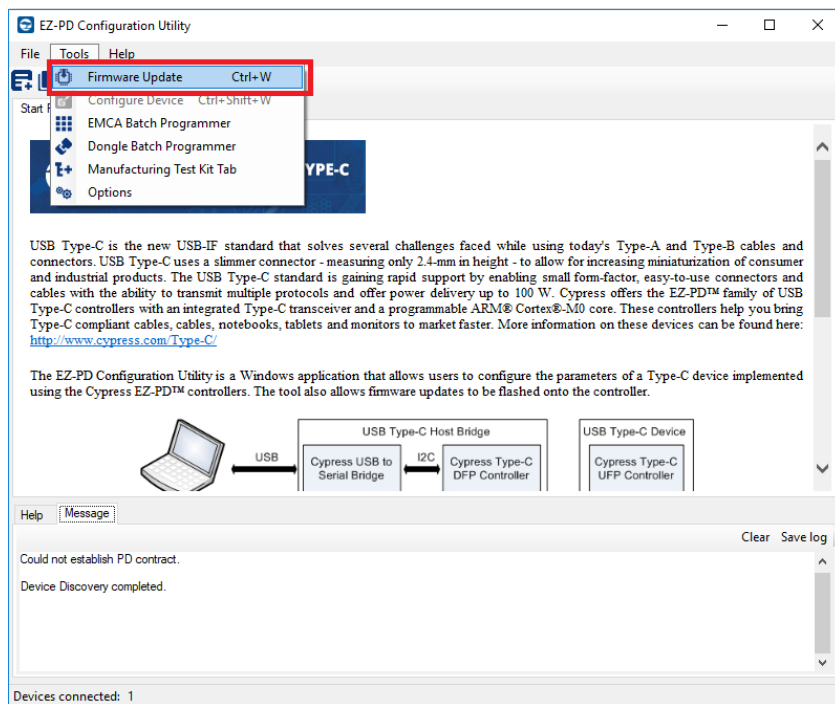 EZ-PD Configuration Utility
File Tools Help
Firmware Update Ctrl+W
Configure Device Ctrl+Shift+W
Start
EMCA Batch Programmer
Dongle Batch Programmer
Manufacturing Test Kit Tab
YPE-C
Options
USB Type-C is the new USB-IF standard that solves several challenges faced while using today's Type-A and Type-B cables and
connectors. USB Type-C uses a slimmer connector - measuring only 2.4-mm in height - to allow for increasing miniaturization of consumer
and industrial products. The USB Type-C standard is gaining rapid support by enabling small form-factor, easy-to-use connectors and
cables with the ability to transmit multiple protocols and offer power delivery up to 100 W. Cypress offers the EZ-PD™ family of USB
Type-C controllers with an integrated Type-C transceiver and a programmable ARM® Cortex®-M0 core. These controllers help you bring
Type-C compliant cables, cables, notebooks, tablets and monitors to market faster. More information on these devices can be found here:
http://www.cypress.com/Type-C/
The EZ-PD Configuration Utility is a Windows application that allows users to configure the parameters of a Type-C device implemented
using the Cypress EZ-PD™ controllers. The tool also allows firmware updates to be flashed onto the controller.
USB Type-C Host Bridge
USB Type-C Device
USB
Cypress USB to
Serial Bridge
I2C
Cypress Type-C
DFP Controller
Cypress Type-C
UFP Controller
Help Message
Clear Save log
Could not establish PD contract.
Device Discovery completed.
Devices connected: 1